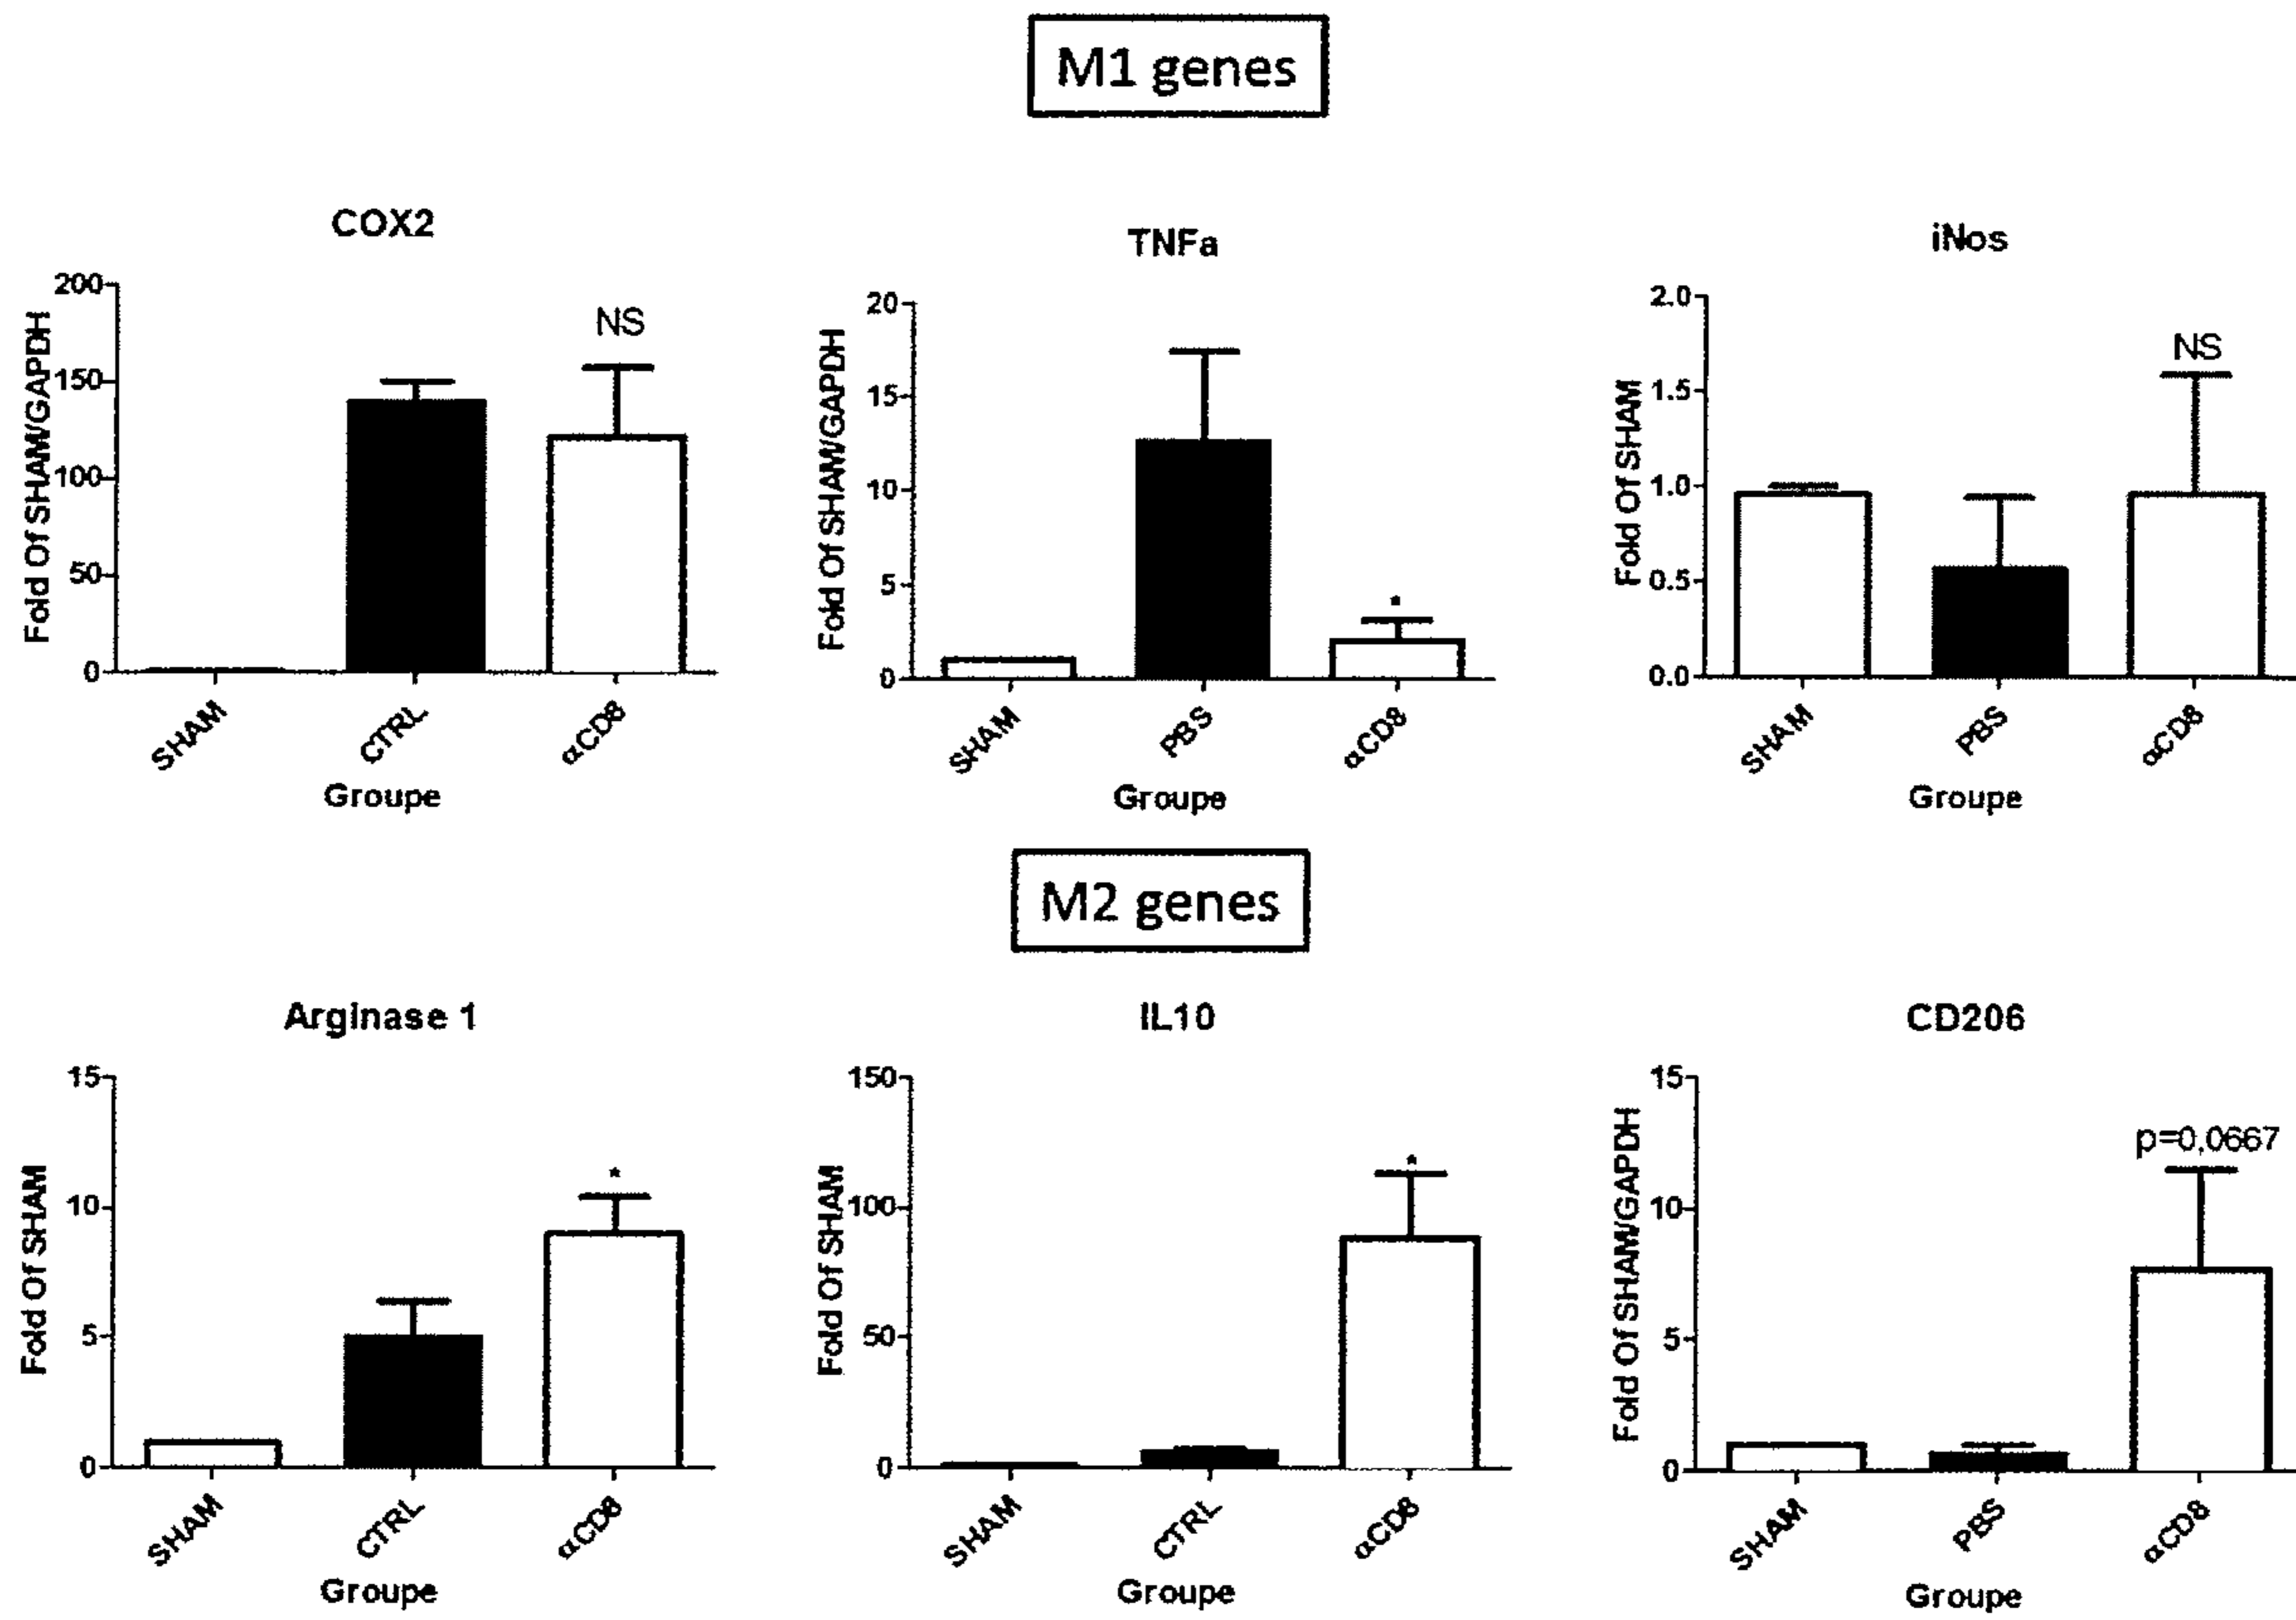 M1 genes
COX2
Fold Of SHAM/GAPDH
200
150
100
50
0
NS
SHAM
CTRL
αCD8
Groupe
TNFa
Fold Of SHAM/GAPDH
20
15
10
5
0
*
SHAM
PBS
αCD8
Groupe
iNos
Fold Of SHAM
2.0
1.5
1.0
0.5
0.0
NS
SHAM
PBS
αCD8
Groupe
M2 genes
Arginase 1
Fold Of SHAM
15
10
5
0
*
SHAM
CTRL
αCD8
Groupe
IL10
Fold Of SHAM
150
100
50
0
*
SHAM
CTRL
αCD8
Groupe
CD206
Fold Of SHAM/GAPDH
15
10
5
0
p=0,0667
SHAM
PBS
αCD8
Groupe